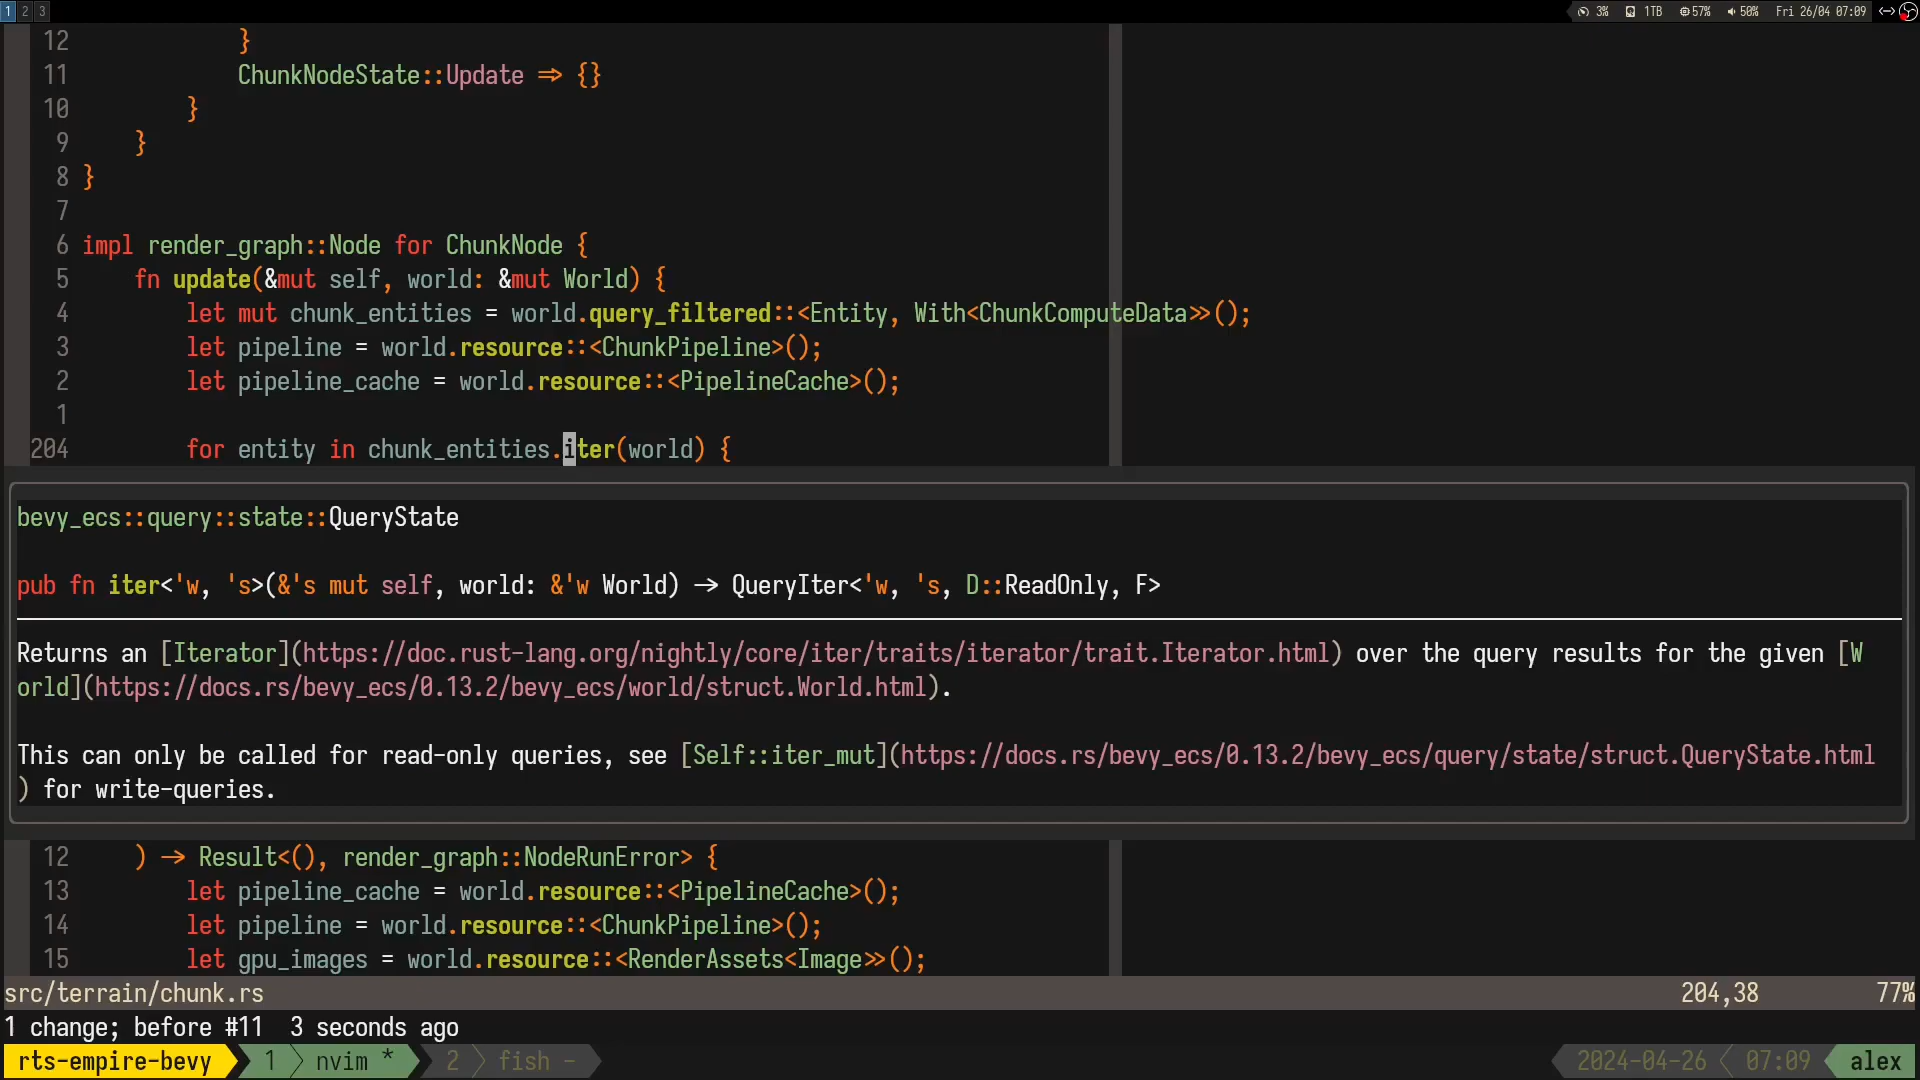 1 2 3
3% 1TB 57% 50% Fri 26/04 07:09
12 }
11 ChunkNodeState::Update => {}
10 }
9 }
8 }
7
6 impl render_graph::Node for ChunkNode {
5 fn update(&mut self, world: &mut World) {
4 let mut chunk_entities = world.query_filtered::<Entity, With<ChunkComputeData>>();
3 let pipeline = world.resource::<ChunkPipeline>();
2 let pipeline_cache = world.resource::<PipelineCache>();
1
204 for entity in chunk_entities.iter(world) {
bevy_ecs::query::state::QueryState
pub fn iter<'w, 's>(&'s mut self, world: &'w World) -> QueryIter<'w, 's, D::ReadOnly, F>
Returns an [Iterator](https://doc.rust-lang.org/nightly/core/iter/traits/iterator/trait.Iterator.html) over the query results for the given [W
orld](https://docs.rs/bevy_ecs/0.13.2/bevy_ecs/world/struct.World.html).
This can only be called for read-only queries, see [Self::iter_mut](https://docs.rs/bevy_ecs/0.13.2/bevy_ecs/query/state/struct.QueryState.html
) for write-queries.
12 ) -> Result<(), render_graph::NodeRunError> {
13 let pipeline_cache = world.resource::<PipelineCache>();
14 let pipeline = world.resource::<ChunkPipeline>();
15 let gpu_images = world.resource::<RenderAssets<Image>>();
src/terrain/chunk.rs 204,38 77%
1 change; before #11 3 seconds ago
rts-empire-bevy 1 nvim * 2 fish - 2024-04-26 07:09 alex